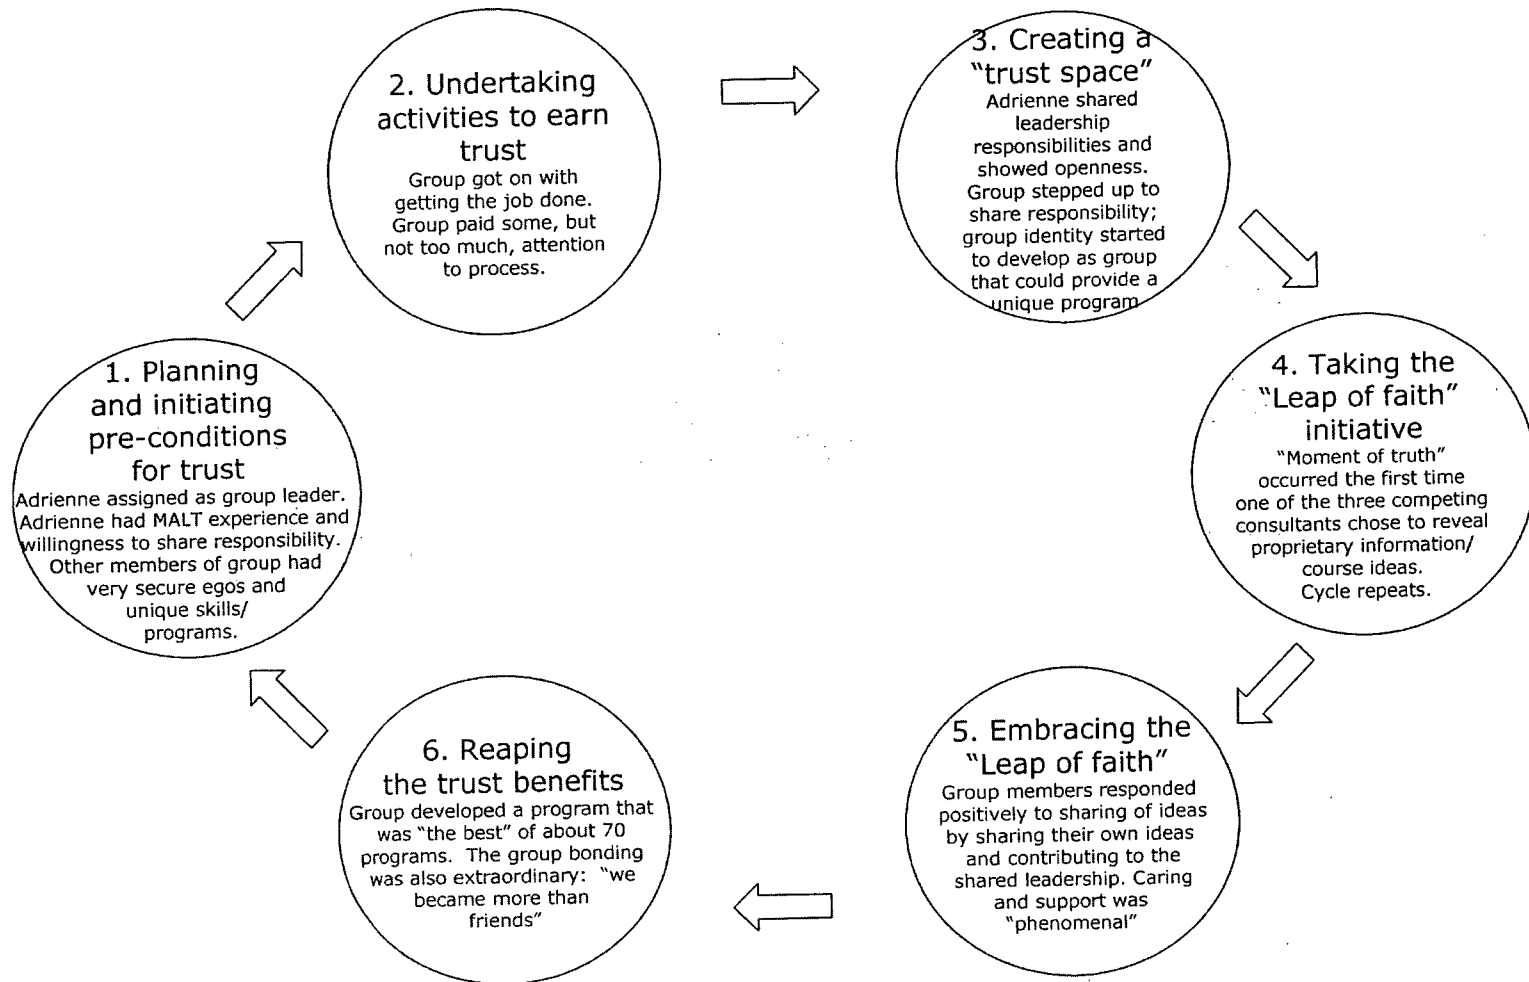 1. Planning
and initiating
pre-conditions
for trust
Adrienne assigned as group leader.
Adrienne had MALT experience and
willingness to share responsibility.
Other members of group had
very secure egos and
unique skills/
programs.
2. Undertaking
activities to earn
trust
Group got on with
getting the job done.
Group paid some, but
not too much, attention
to process.
3. Creating a
"trust space"
Adrienne shared
leadership
responsibilities and
showed openness.
Group stepped up to
share responsibility;
group identity started
to develop as group
that could provide a
unique program
4. Taking the
"Leap of faith"
initiative
"Moment of truth"
occurred the first time
one of the three competing
consultants chose to reveal
proprietary information/
course ideas.
Cycle repeats.
5. Embracing the
"Leap of faith"
Group members responded
positively to sharing of ideas
by sharing their own ideas
and contributing to the
shared leadership. Caring
and support was
"phenomenal"
6. Reaping
the trust benefits
Group developed a program that
was "the best" of about 70
programs.  The group bonding
was also extraordinary:  "we
became more than
friends"